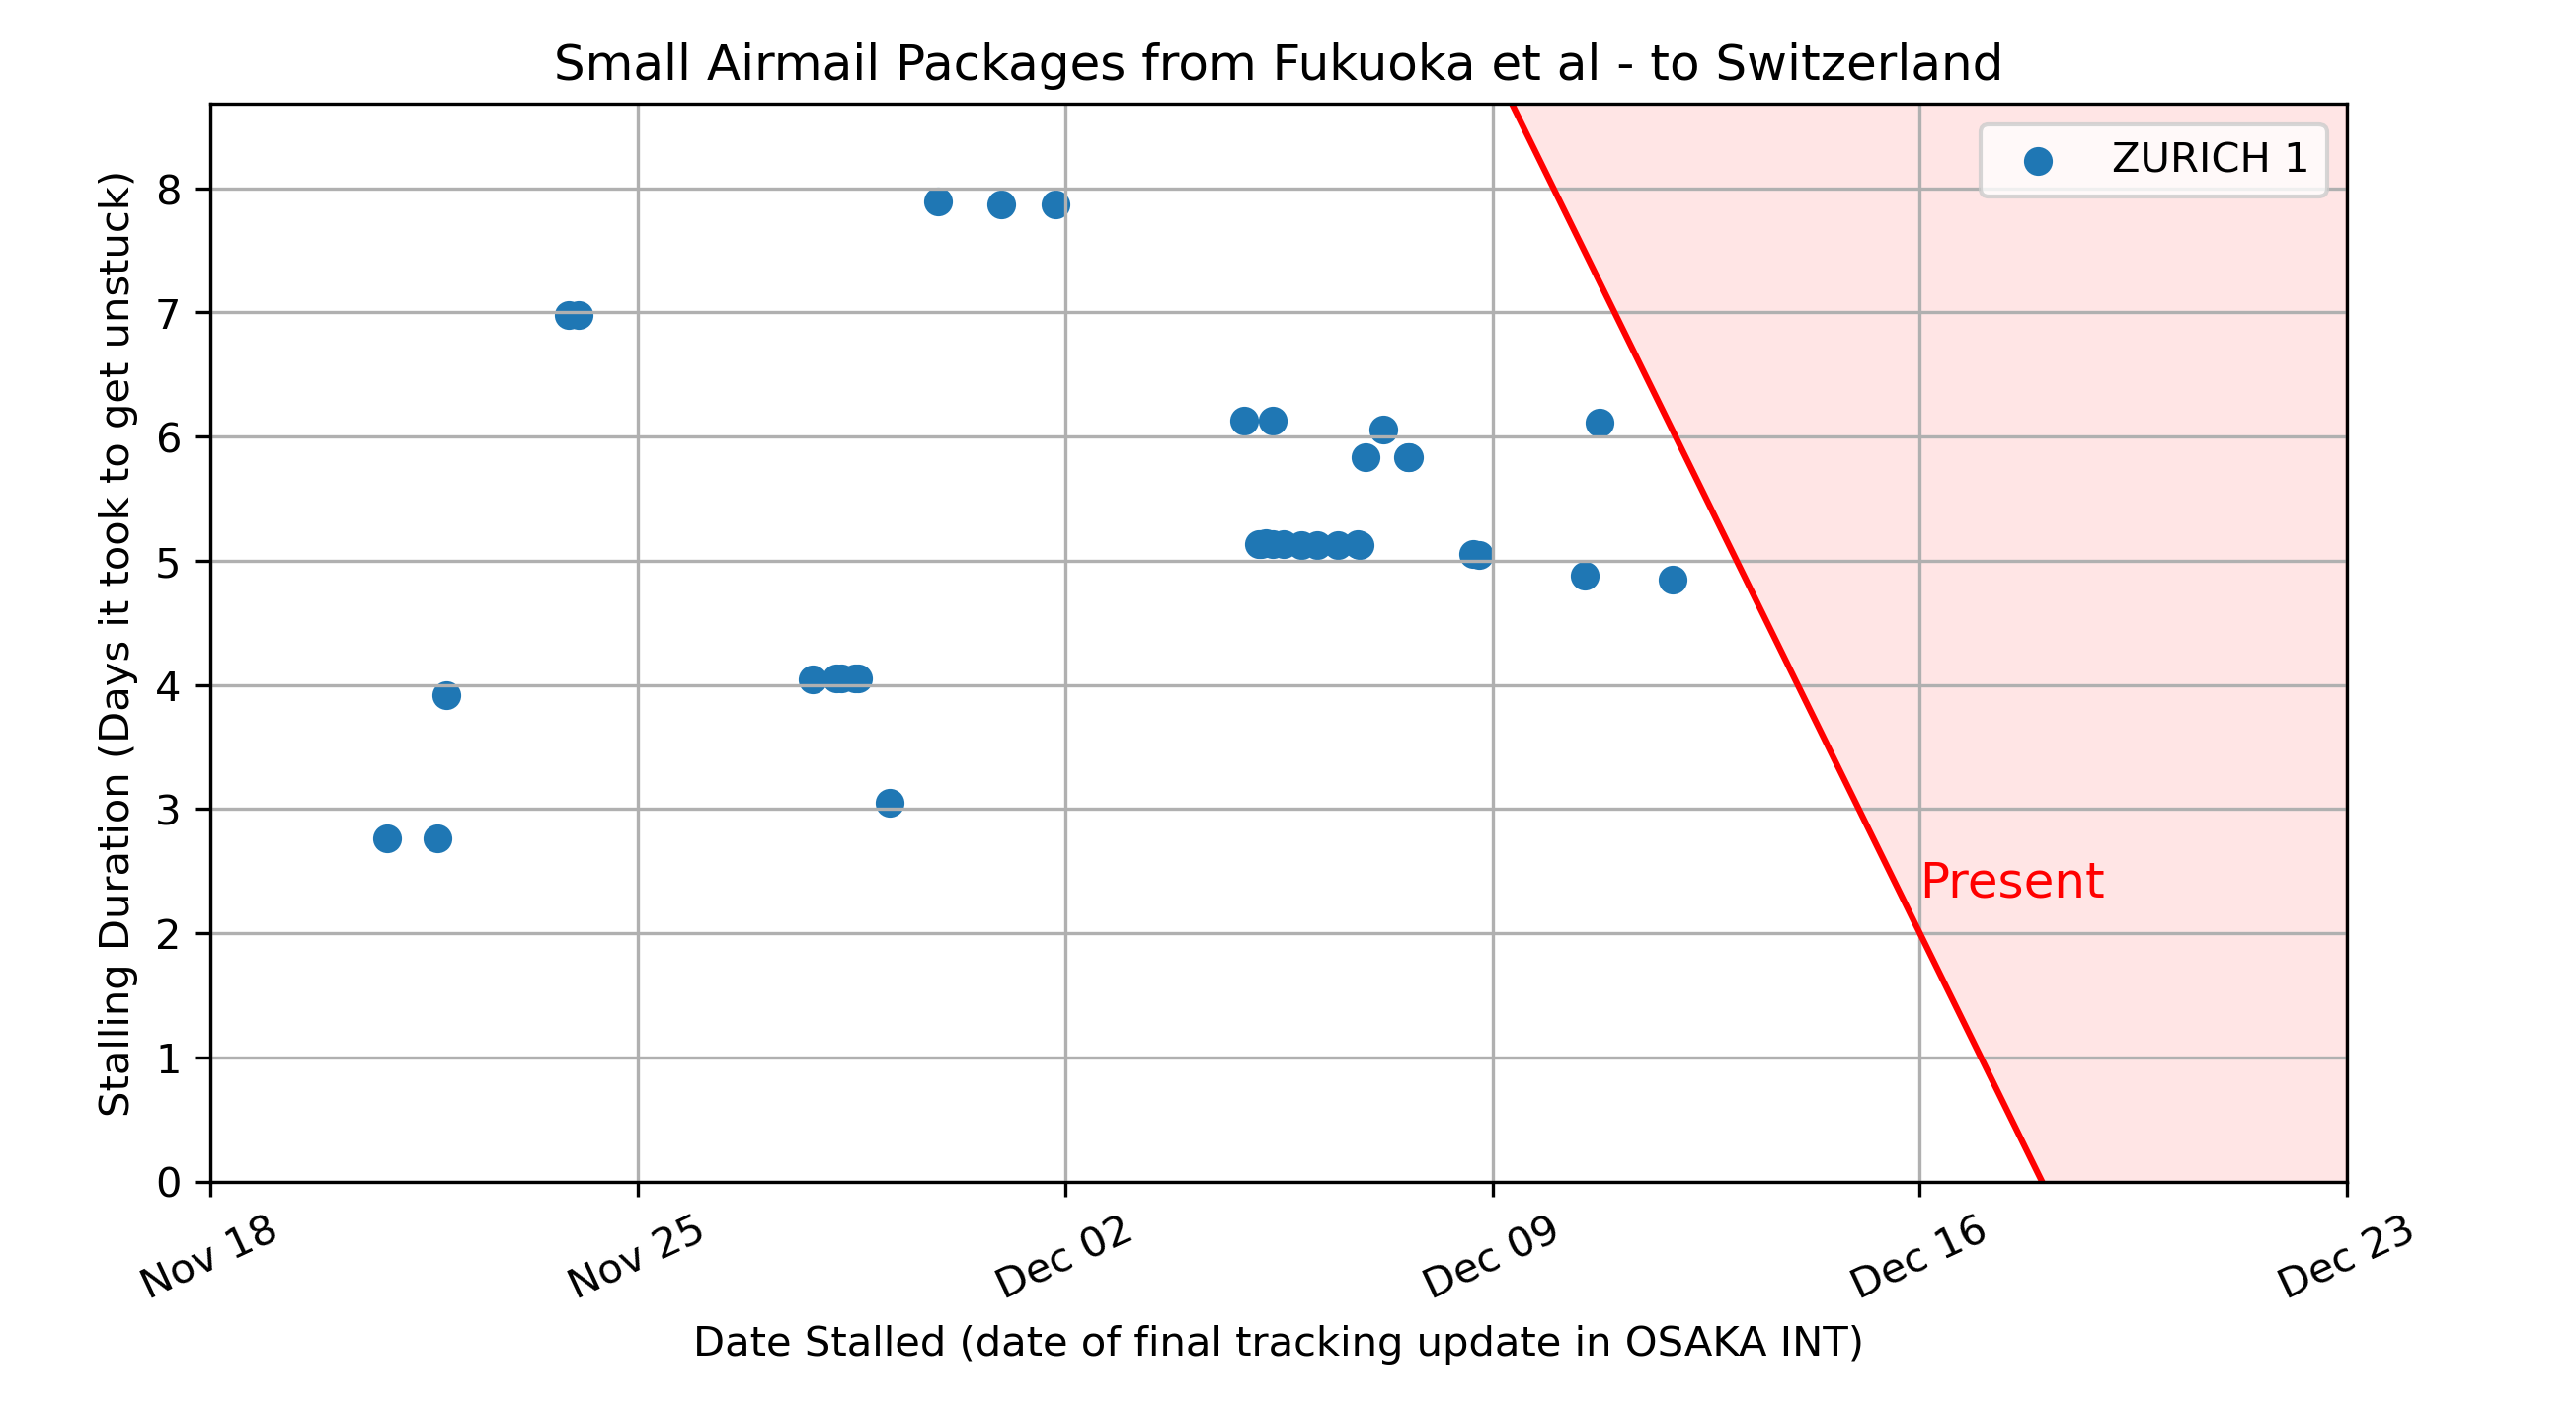 Small Airmail Packages from Fukuoka et al - to Switzerland
ZURICH 1
Stalling Duration (Days it took to get unstuck)
8
7
6
5
4
3
2
1
0
Present
Nov 18
Nov 25
Dec 02
Dec 09
Dec 16
Dec 23
Date Stalled (date of final tracking update in OSAKA INT)